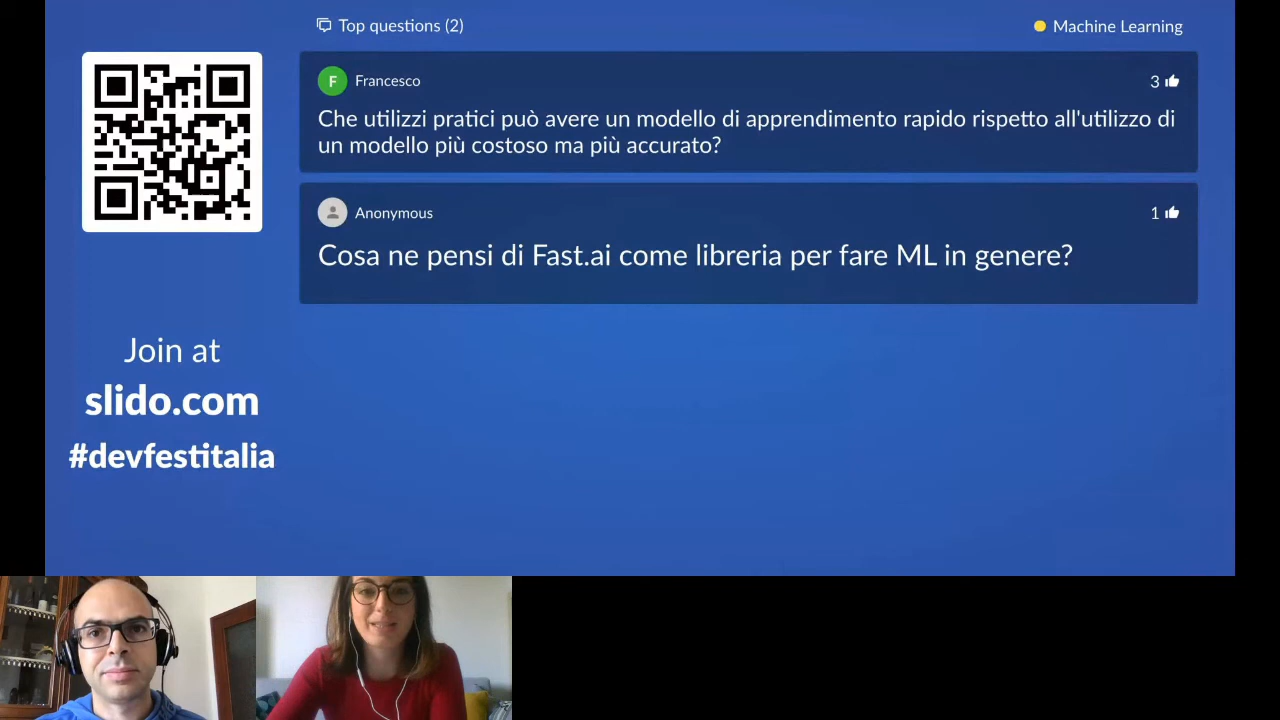 Top questions (2)
Machine Learning
F
Francesco
3
Che utilizzi pratici può avere un modello di apprendimento rapido rispetto all'utilizzo di
un modello più costoso ma più accurato?
Anonymous
1
Cosa ne pensi di Fast.ai come libreria per fare ML in genere?
Join at
slido.com
#devfestitalia